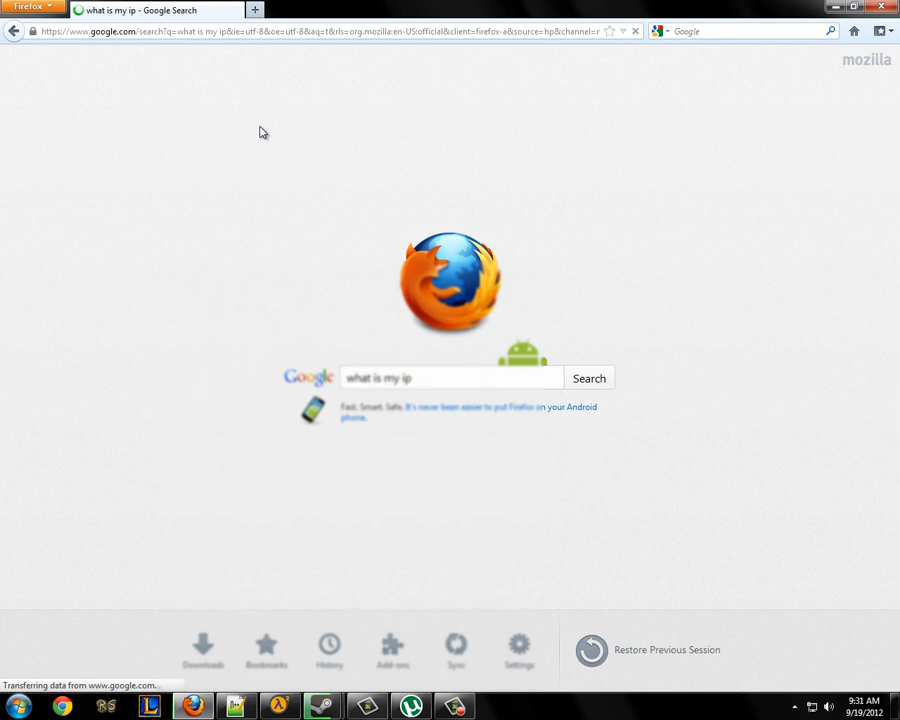 Firefox
what is my ip - Google Search
https://www.google.com/search?q=what is my ip&ie=utf-8&oe=utf-8&aq=t&rls=org.mozilla:en-US:official&client=firefox-a&source=hp&channel=r
Google
mozilla
Google
what is my ip
Search
Fast. Smart. Safe. It's never been easier to put Firefox on your Android
phone.
Downloads
Bookmarks
History
Add-ons
Sync
Settings
Restore Previous Session
Transferring data from www.google.com...
RS
L
9:31 AM
9/19/2012